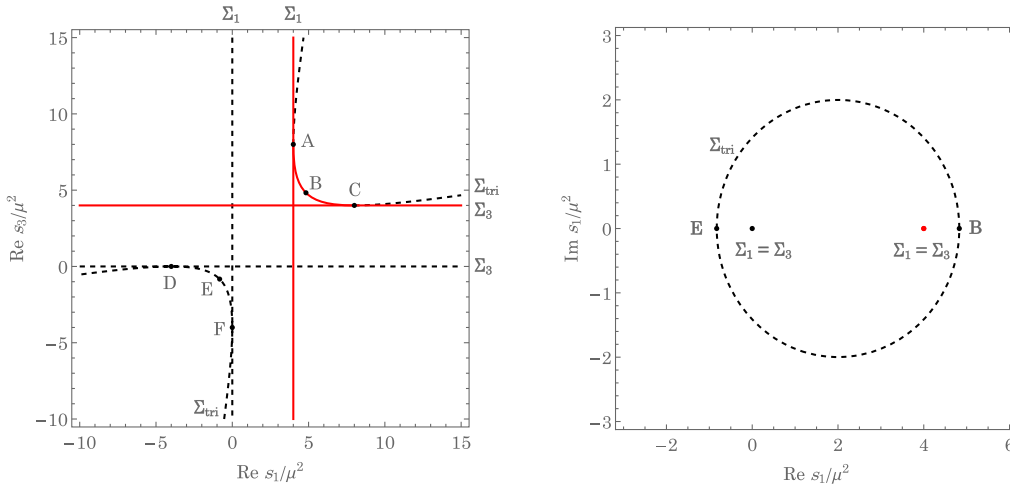 Σ₁ Σ₁
15
10
5
0
−5
−10
Re s₃/μ²
A
B
C
D
E
F
Σtri
Σ₃
Σ₃
Σtri
−10 −5 0 5 10 15
Re s₁/μ²
3
2
1
0
−1
−2
−3
Im s₁/μ²
Σtri
E
B
Σ₁ = Σ₃
Σ₁ = Σ₃
−2 0 2 4 6
Re s₁/μ²